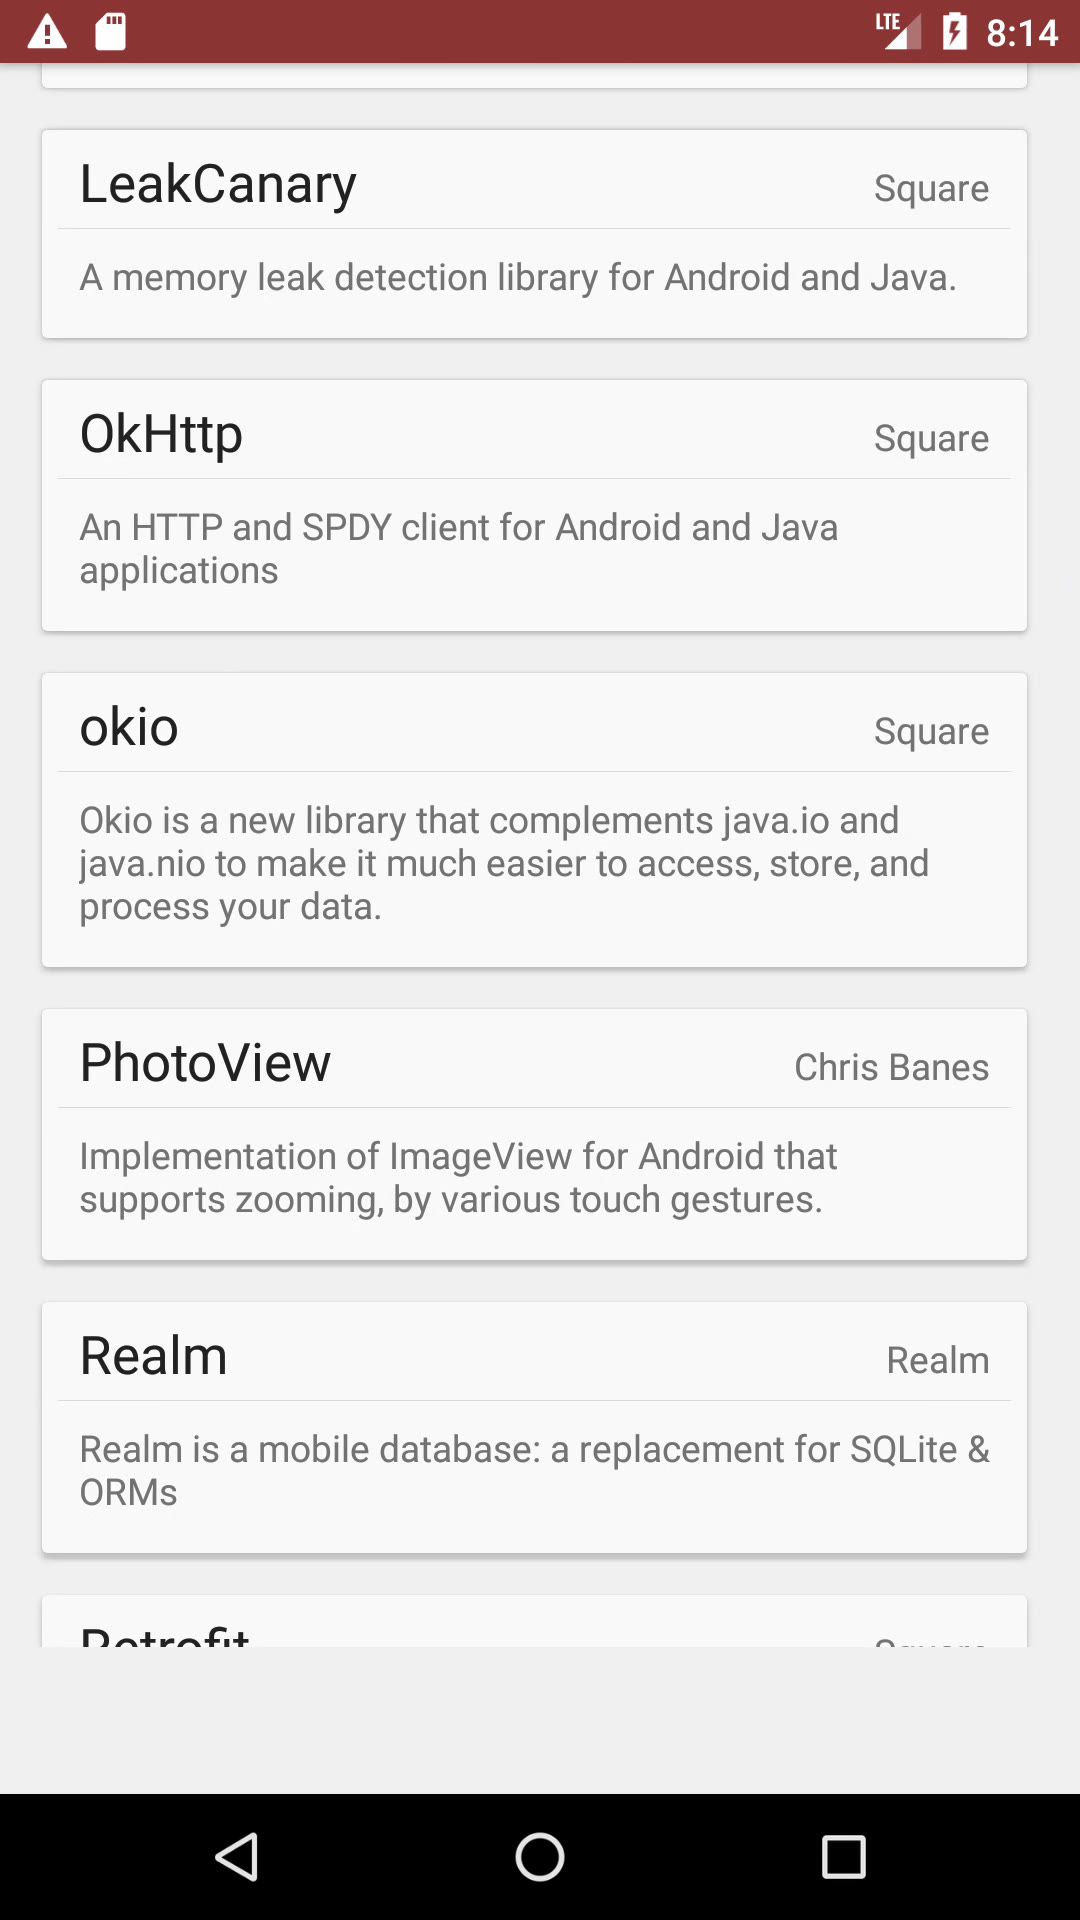 LTE 8:14
LeakCanary Square
A memory leak detection library for Android and Java.
OkHttp Square
An HTTP and SPDY client for Android and Java
applications
okio Square
Okio is a new library that complements java.io and
java.nio to make it much easier to access, store, and
process your data.
PhotoView Chris Banes
Implementation of ImageView for Android that
supports zooming, by various touch gestures.
Realm Realm
Realm is a mobile database: a replacement for SQLite &
ORMs
Retrofit Square